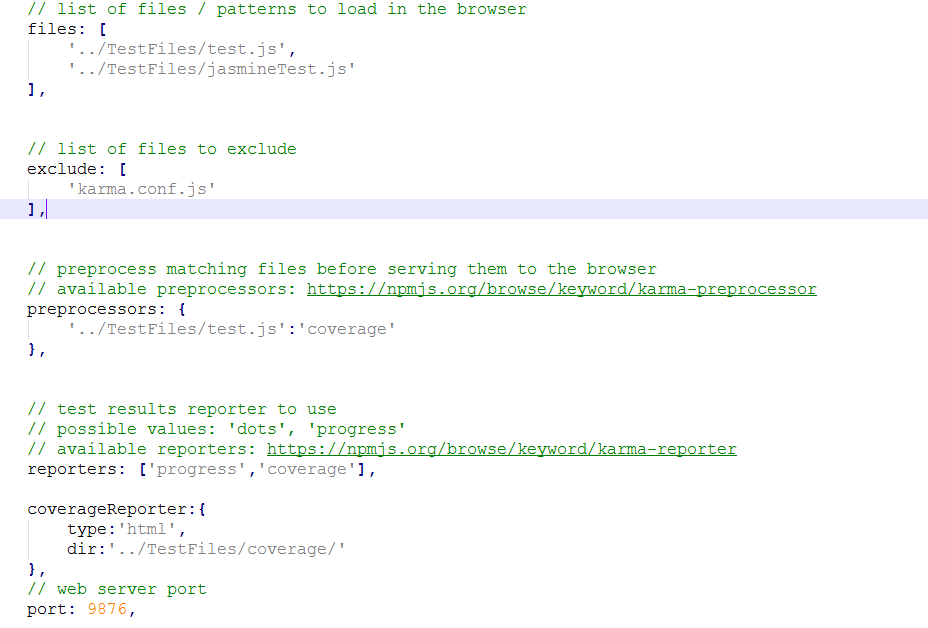 // list of files / patterns to load in the browser
files: [
'../TestFiles/test.js',
'../TestFiles/jasmineTest.js'
],
// list of files to exclude
exclude: [
'karma.conf.js'
],
// preprocess matching files before serving them to the browser
// available preprocessors: https://npmjs.org/browse/keyword/karma-preprocessor
preprocessors: {
'../TestFiles/test.js':'coverage'
},
// test results reporter to use
// possible values: 'dots', 'progress'
// available reporters: https://npmjs.org/browse/keyword/karma-reporter
reporters: ['progress','coverage'],
coverageReporter:{
type:'html',
dir:'../TestFiles/coverage/'
},
// web server port
port: 9876,